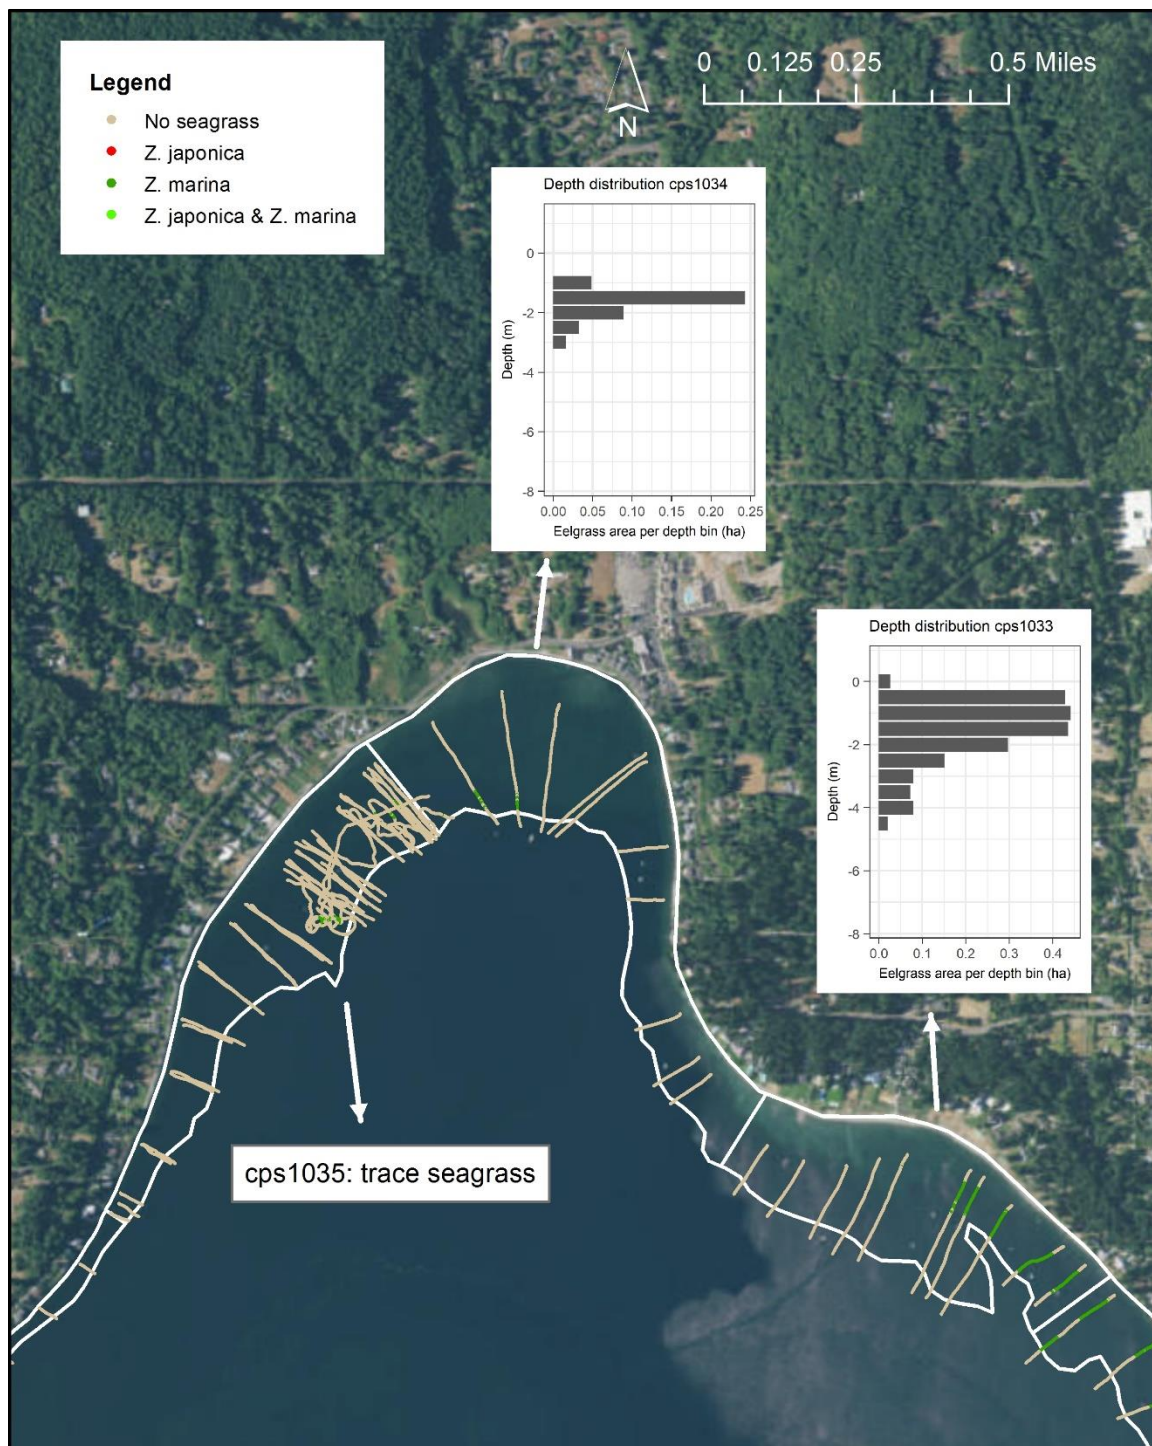 Legend
No seagrass
Z. japonica
Z. marina
Z. japonica & Z. marina
0 0.125 0.25 0.5 Miles
N
Depth distribution cps1034
0
-2
-4
-6
-8
Depth (m)
0.00 0.05 0.10 0.15 0.20 0.25
Eelgrass area per depth bin (ha)
Depth distribution cps1033
0
-2
-4
-6
-8
Depth (m)
0.0 0.1 0.2 0.3 0.4
Eelgrass area per depth bin (ha)
cps1035: trace seagrass